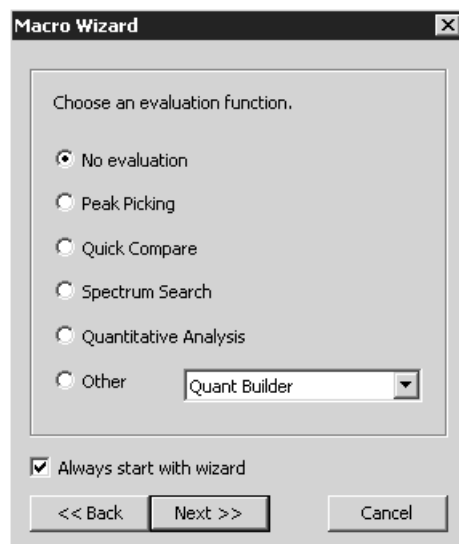 Macro Wizard
Choose an evaluation function.
No evaluation
Peak Picking
Quick Compare
Spectrum Search
Quantitative Analysis
Other Quant Builder
Always start with wizard
<< Back Next >> Cancel